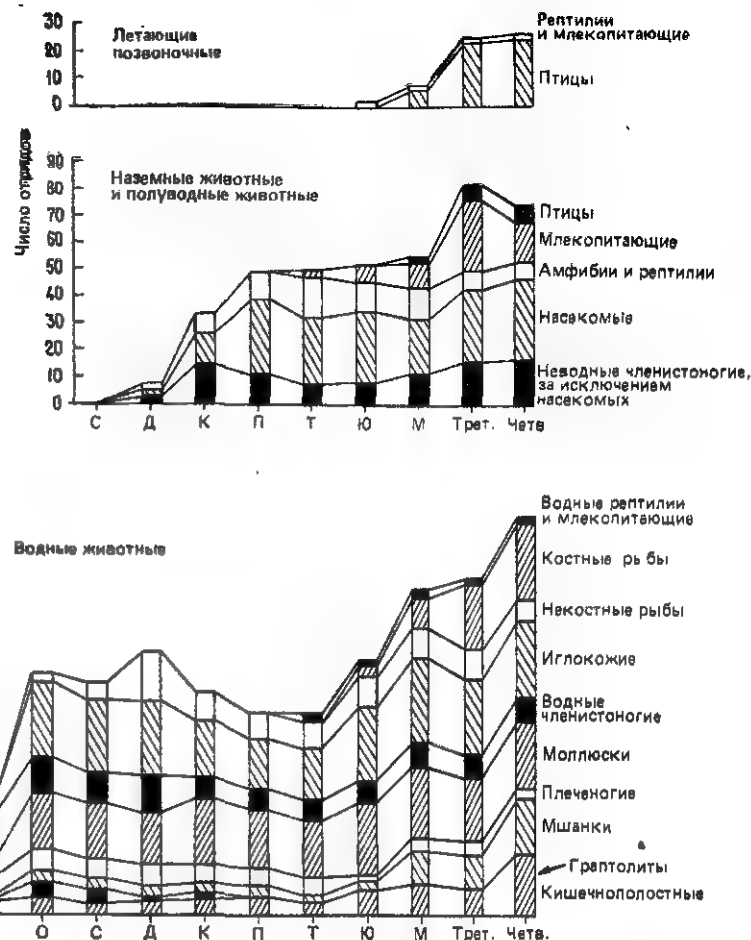 30
20
10
0
Летающие
позвоночные
Рептилии
и млекопитающие
Птицы
Число отрядов
90
80
70
60
50
40
30
20
10
0
Наземные животные
и полуводные животные
Птицы
Млекопитающие
Амфибии и рептилии
Насекомые
Неводные членистоногие,
за исключением
насекомых
С Д К П Т Ю М Трет. Четв.
Водные животные
Водные рептилии
и млекопитающие
Костные рыбы
Некостные рыбы
Иглокожие
Водные
членистоногие
Моллюски
Плеченогие
Мшанки
Граптолиты
Кишечнополостные
О С Д К П Т Ю М Трет. Четв.